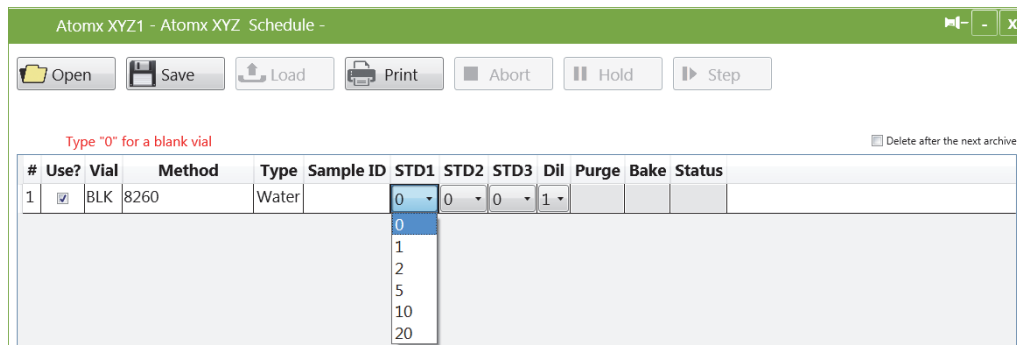 Atomx XYZ1 - Atomx XYZ Schedule - - x
Open Save Load Print Abort Hold Step
Type "0" for a blank vial Delete after the next archive
# Use? Vial Method Type Sample ID STD1 STD2 STD3 Dil Purge Bake Status
1 BLK 8260 Water 0 0 0 1
0
1
2
5
10
20